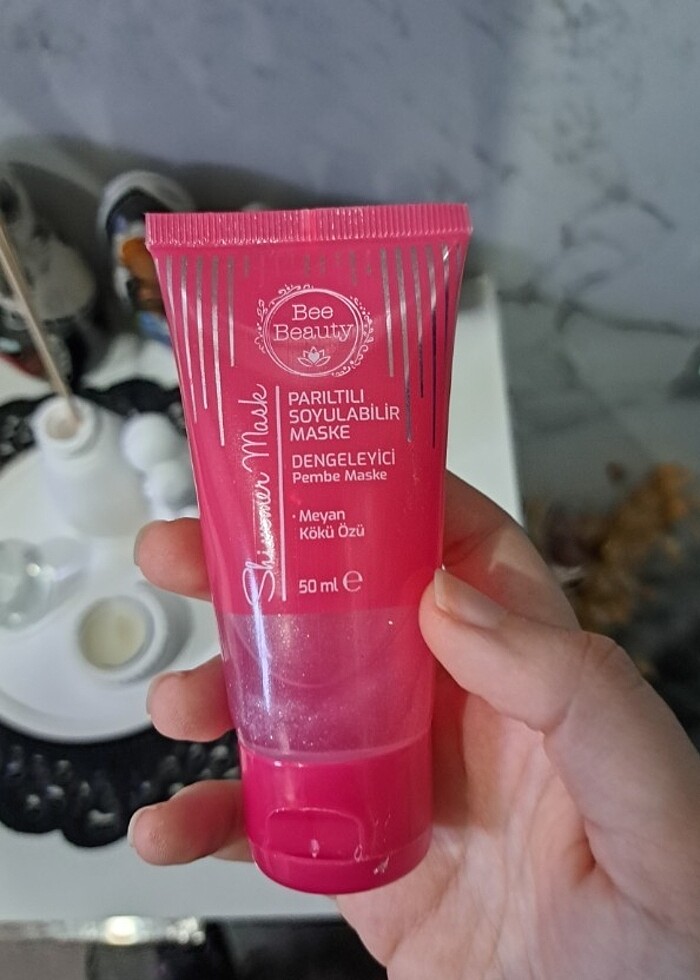 Bee
Beauty
Shimmer Mask
PARILTILI
SOYULABİLİR
MASKE
DENGELEYİCİ
Pembe Maske
· Meyan
Kökü Özü
50 ml ℮